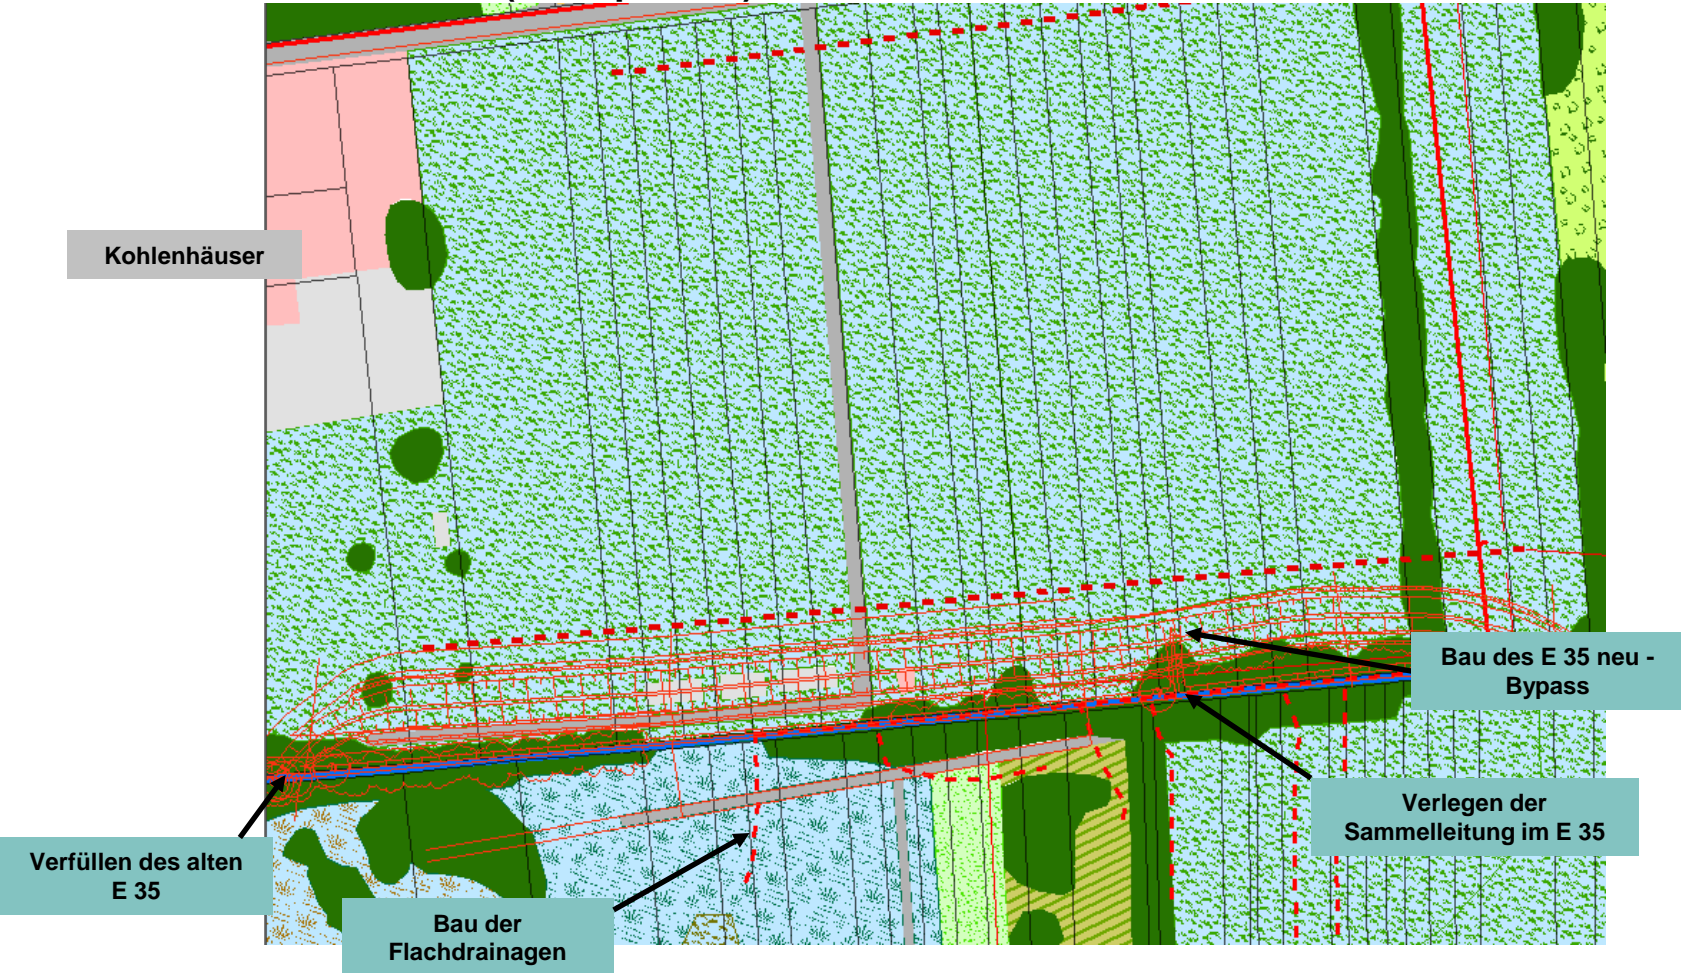 Kohlenhäuser
Bau des E 35 neu -
Bypass
Verlegen der
Sammelleitung im E 35
Verfüllen des alten
E 35
Bau der
Flachdrainagen